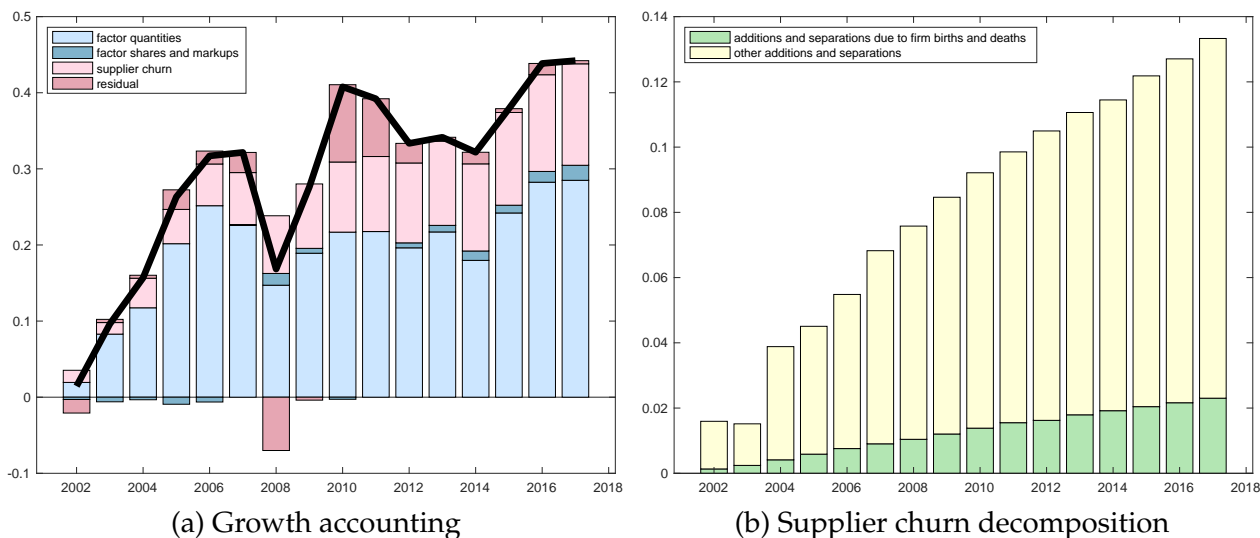 0.5
0.4
0.3
0.2
0.1
0
-0.1
factor quantities
factor shares and markups
supplier churn
residual
2002 2004 2006 2008 2010 2012 2014 2016 2018
(a) Growth accounting
0.14
0.12
0.1
0.08
0.06
0.04
0.02
0
additions and separations due to firm births and deaths
other additions and separations
2002 2004 2006 2008 2010 2012 2014 2016 2018
(b) Supplier churn decomposition